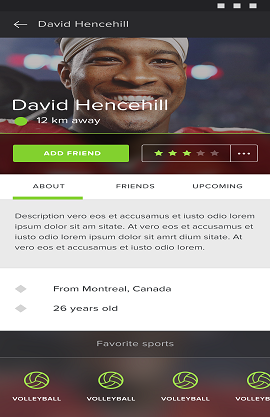 David Hencehill
David Hencehill
12 km away
ADD FRIEND
ABOUT FRIENDS UPCOMING
Description vero eos et accusamus et iusto odio lorem
ipsum dolor sit am sitate. At vero eos et accusamus et
iusto odio lorem ipsum dolor sit amrt dium sitate. At
vero eos et accusamus et iusto odio lorem.
From Montreal, Canada
26 years old
Favorite sports
VOLLEYBALL VOLLEYBALL VOLLEYBALL VOLLEY